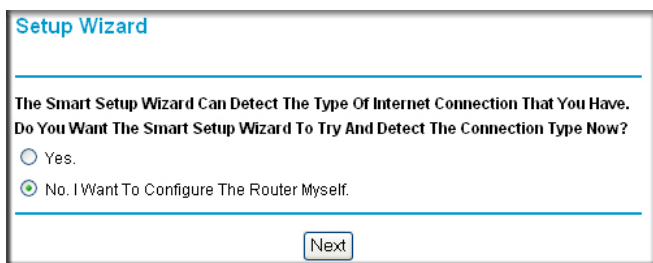 Setup Wizard
The Smart Setup Wizard Can Detect The Type Of Internet Connection That You Have.
Do You Want The Smart Setup Wizard To Try And Detect The Connection Type Now?
Yes.
No. I Want To Configure The Router Myself.
Next